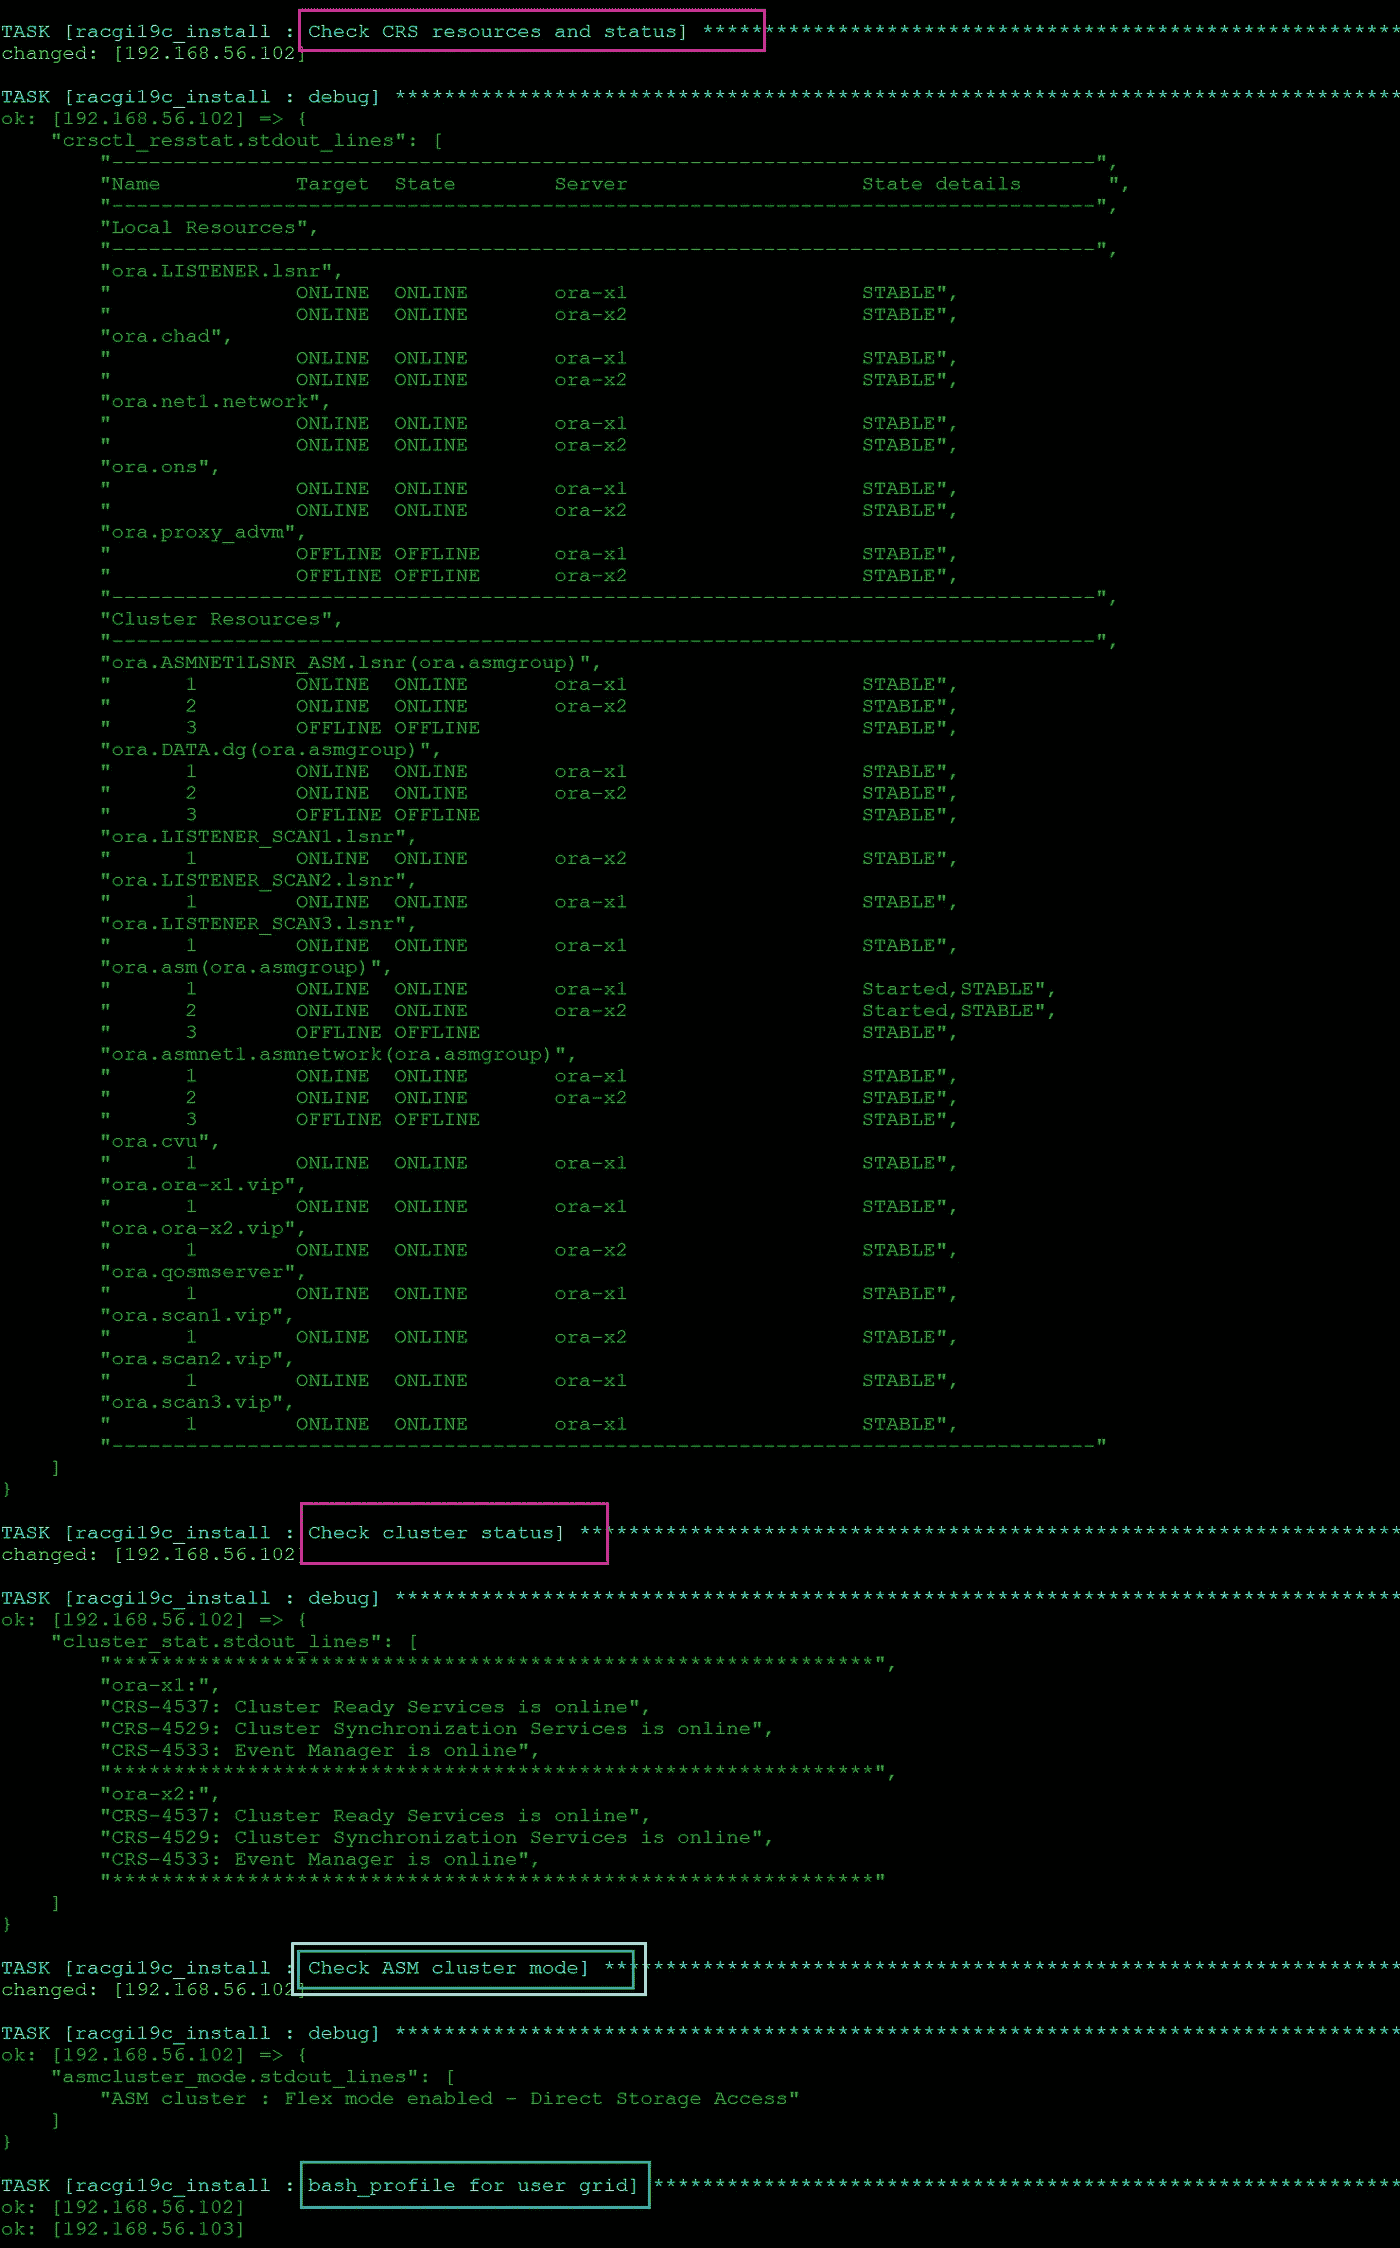 TASK [racgi19c_install : Check CRS resources and status] *********************************************************
changed: [192.168.56.102]
TASK [racgi19c_install : debug] **********************************************************************************
ok: [192.168.56.102] => {
    "crsctl_resstat.stdout_lines": [
        "--------------------------------------------------------------------------------",
        "Name           Target  State        Server                   State details       ",
        "--------------------------------------------------------------------------------",
        "Local Resources",
        "--------------------------------------------------------------------------------",
        "ora.LISTENER.lsnr",
        "               ONLINE  ONLINE       ora-x1                   STABLE",
        "               ONLINE  ONLINE       ora-x2                   STABLE",
        "ora.chad",
        "               ONLINE  ONLINE       ora-x1                   STABLE",
        "               ONLINE  ONLINE       ora-x2                   STABLE",
        "ora.net1.network",
        "               ONLINE  ONLINE       ora-x1                   STABLE",
        "               ONLINE  ONLINE       ora-x2                   STABLE",
        "ora.ons",
        "               ONLINE  ONLINE       ora-x1                   STABLE",
        "               ONLINE  ONLINE       ora-x2                   STABLE",
        "ora.proxy_advm",
        "               OFFLINE OFFLINE      ora-x1                   STABLE",
        "               OFFLINE OFFLINE      ora-x2                   STABLE",
        "--------------------------------------------------------------------------------",
        "Cluster Resources",
        "--------------------------------------------------------------------------------",
        "ora.ASMNET1LSNR_ASM.lsnr(ora.asmgroup)",
        "      1        ONLINE  ONLINE       ora-x1                   STABLE",
        "      2        ONLINE  ONLINE       ora-x2                   STABLE",
        "      3        OFFLINE OFFLINE                               STABLE",
        "ora.DATA.dg(ora.asmgroup)",
        "      1        ONLINE  ONLINE       ora-x1                   STABLE",
        "      2        ONLINE  ONLINE       ora-x2                   STABLE",
        "      3        OFFLINE OFFLINE                               STABLE",
        "ora.LISTENER_SCAN1.lsnr",
        "      1        ONLINE  ONLINE       ora-x2                   STABLE",
        "ora.LISTENER_SCAN2.lsnr",
        "      1        ONLINE  ONLINE       ora-x1                   STABLE",
        "ora.LISTENER_SCAN3.lsnr",
        "      1        ONLINE  ONLINE       ora-x1                   STABLE",
        "ora.asm(ora.asmgroup)",
        "      1        ONLINE  ONLINE       ora-x1                   Started,STABLE",
        "      2        ONLINE  ONLINE       ora-x2                   Started,STABLE",
        "      3        OFFLINE OFFLINE                               STABLE",
        "ora.asmnet1.asmnetwork(ora.asmgroup)",
        "      1        ONLINE  ONLINE       ora-x1                   STABLE",
        "      2        ONLINE  ONLINE       ora-x2                   STABLE",
        "      3        OFFLINE OFFLINE                               STABLE",
        "ora.cvu",
        "      1        ONLINE  ONLINE       ora-x1                   STABLE",
        "ora.ora-x1.vip",
        "      1        ONLINE  ONLINE       ora-x1                   STABLE",
        "ora.ora-x2.vip",
        "      1        ONLINE  ONLINE       ora-x2                   STABLE",
        "ora.qosmserver",
        "      1        ONLINE  ONLINE       ora-x1                   STABLE",
        "ora.scan1.vip",
        "      1        ONLINE  ONLINE       ora-x2                   STABLE",
        "ora.scan2.vip",
        "      1        ONLINE  ONLINE       ora-x1                   STABLE",
        "ora.scan3.vip",
        "      1        ONLINE  ONLINE       ora-x1                   STABLE",
        "--------------------------------------------------------------------------------"
    ]
}
TASK [racgi19c_install : Check cluster status] *******************************************************************
changed: [192.168.56.102
TASK [racgi19c_install : debug] **********************************************************************************
ok: [192.168.56.102] => {
    "cluster_stat.stdout_lines": [
        "**************************************************************",
        "ora-x1:",
        "CRS-4537: Cluster Ready Services is online",
        "CRS-4529: Cluster Synchronization Services is online",
        "CRS-4533: Event Manager is online",
        "**************************************************************",
        "ora-x2:",
        "CRS-4537: Cluster Ready Services is online",
        "CRS-4529: Cluster Synchronization Services is online",
        "CRS-4533: Event Manager is online",
        "**************************************************************"
    ]
}
TASK [racgi19c_install : Check ASM cluster mode] *****************************************************************
changed: [192.168.56.102]
TASK [racgi19c_install : debug] **********************************************************************************
ok: [192.168.56.102] => {
    "asmcluster_mode.stdout_lines": [
        "ASM cluster : Flex mode enabled - Direct Storage Access"
    ]
}
TASK [racgi19c_install : bash_profile for user grid] *************************************************************
ok: [192.168.56.102]
ok: [192.168.56.103]